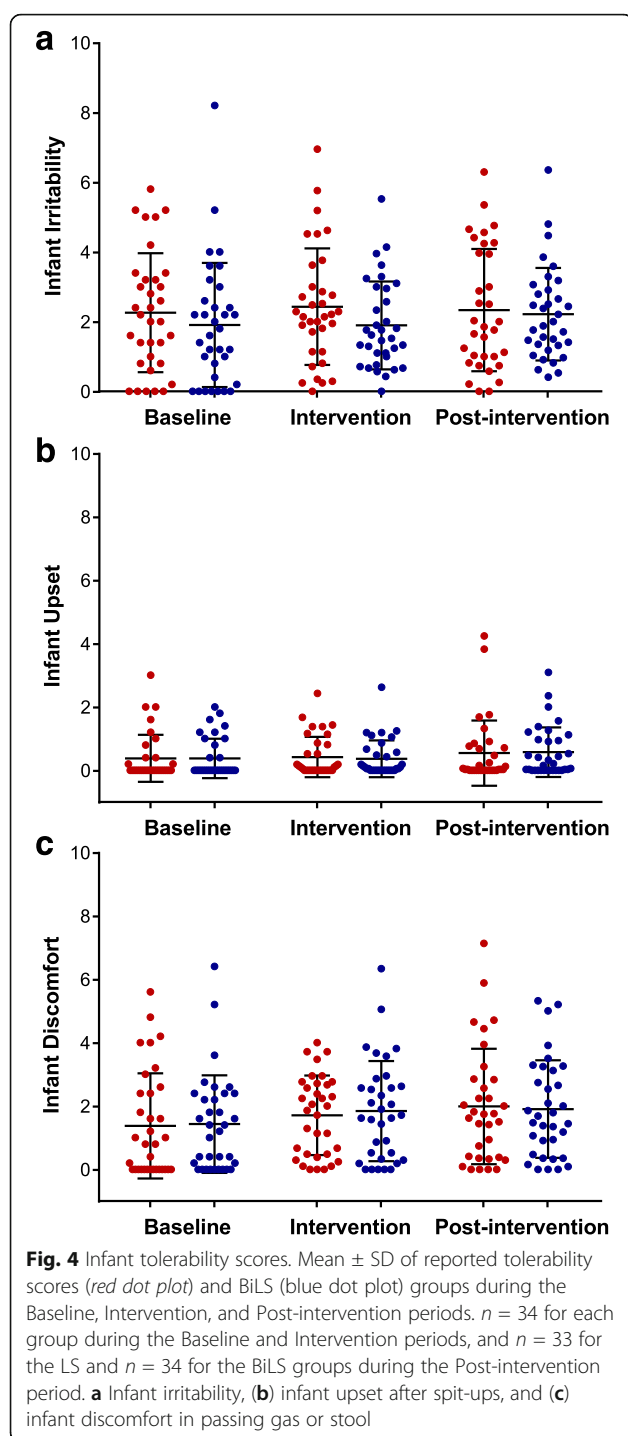 a
10
8
6
4
2
0
Infant Irritability
Baseline Intervention Post-intervention
b
10
8
6
4
2
0
Infant Upset
Baseline Intervention Post-intervention
c
10
8
6
4
2
0
Infant Discomfort
Baseline Intervention Post-intervention
Fig. 4 Infant tolerability scores. Mean ± SD of reported tolerability
scores (red dot plot) and BiLS (blue dot plot) groups during the
Baseline, Intervention, and Post-intervention periods. n = 34 for each
group during the Baseline and Intervention periods, and n = 33 for
the LS and n = 34 for the BiLS groups during the Post-intervention
period. a Infant irritability, (b) infant upset after spit-ups, and (c)
infant discomfort in passing gas or stool